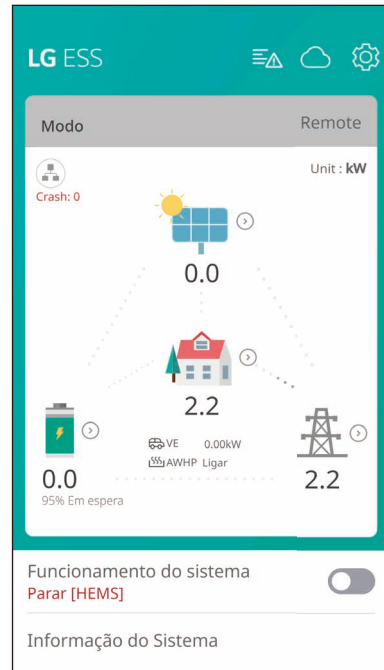 LG ESS
Modo Remote
Unit : kW
Crash: 0
0.0
2.2
VE 0.00kW
AWHP Ligar
0.0
95% Em espera
2.2
Funcionamento do sistema
Parar [HEMS]
Informação do Sistema